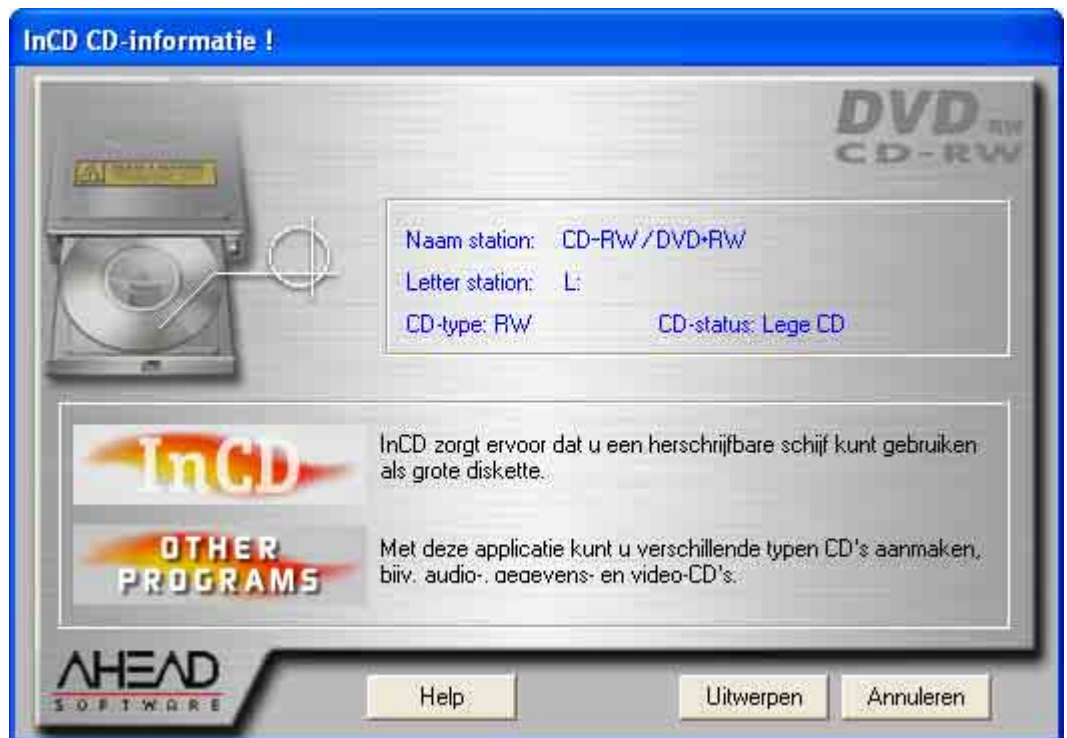 InCD CD-informatie !
DVD RW
CD-RW
Naam station: CD-RW/DVD+RW
Letter station: L:
CD-type: RW CD-status: Lege CD
InCD
InCD zorgt ervoor dat u een herschrijfbare schijf kunt gebruiken
als grote diskette.
OTHER
PROGRAMS
Met deze applicatie kunt u verschillende typen CD's aanmaken,
bijv. audio-, gegevens- en video-CD's.
AHEAD
SOFTWARE
Help
Uitwerpen
Annuleren